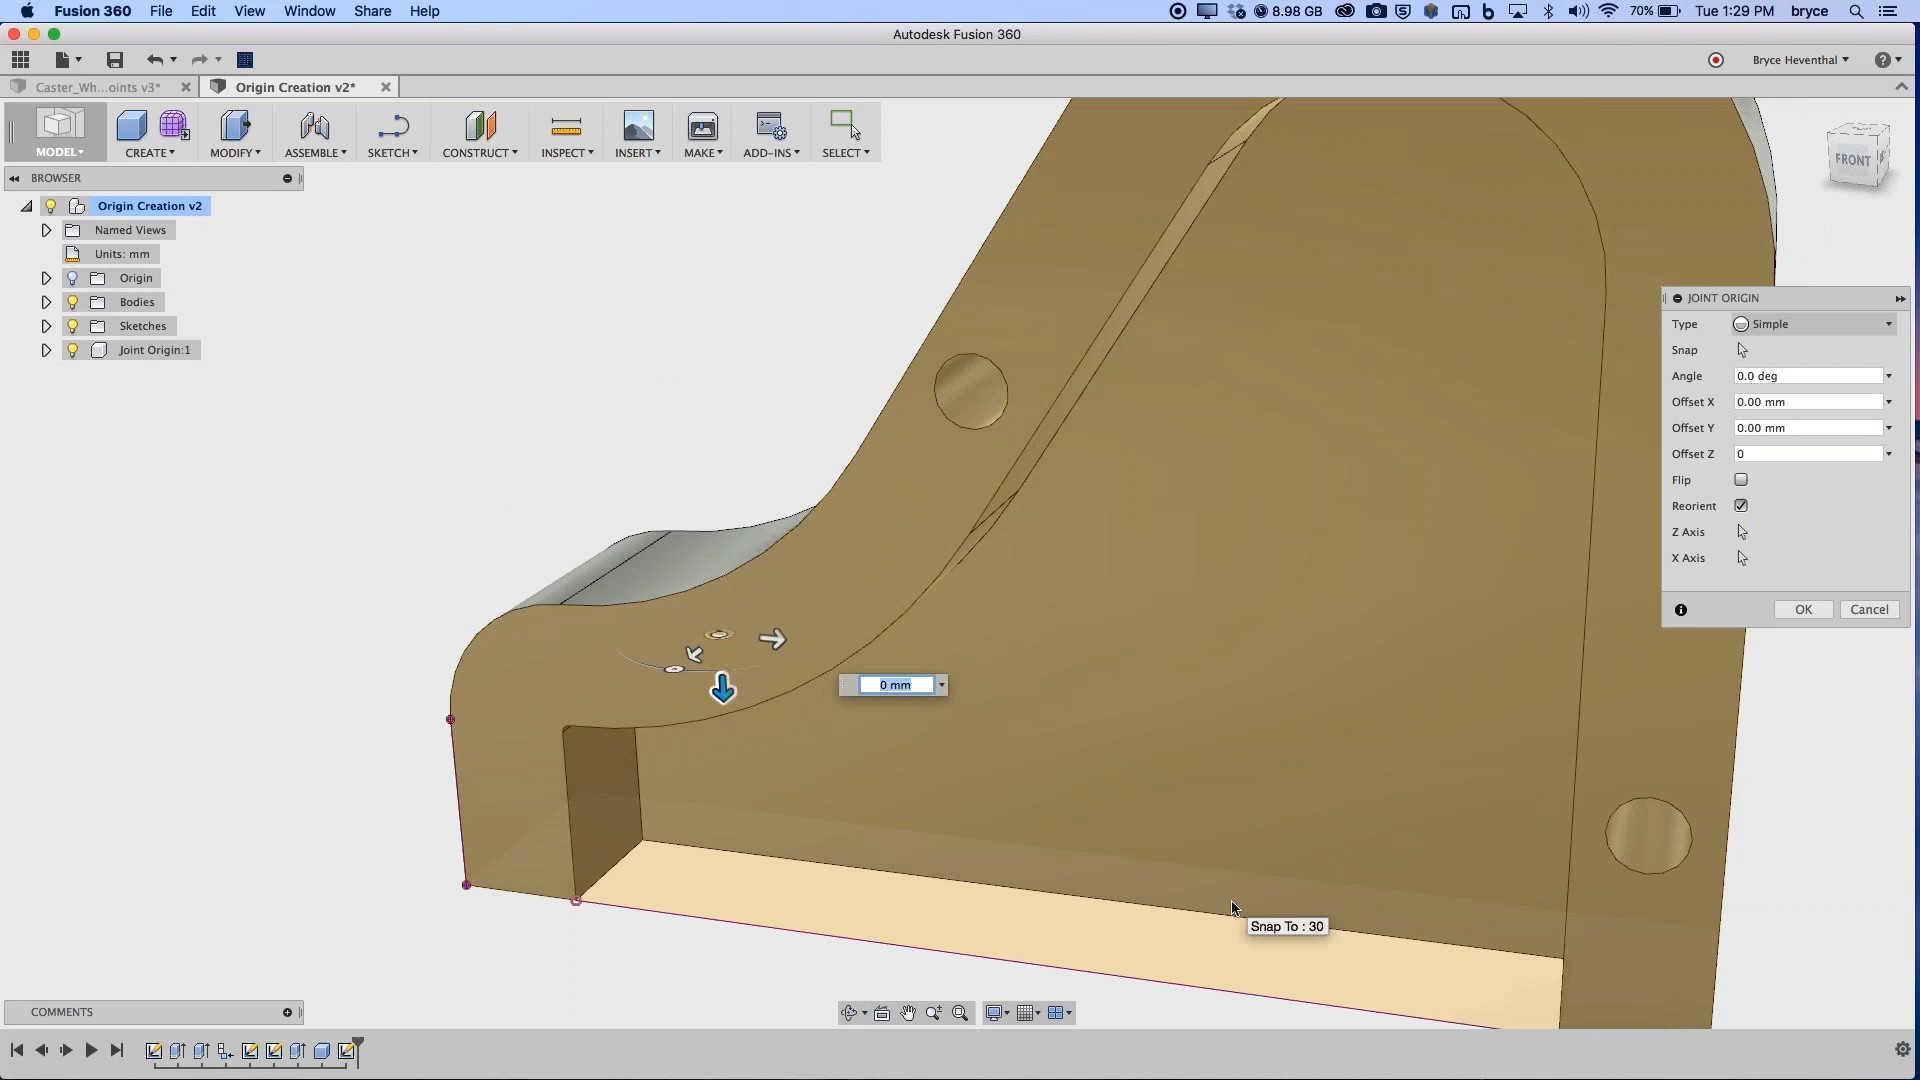 Fusion 360 File Edit View Window Share Help
8.98 GB 70% Tue 1:29 PM bryce
Autodesk Fusion 360
Bryce Heventhal
Caster_Wh...oints v3*
Origin Creation v2*
MODEL
CREATE
MODIFY
ASSEMBLE
SKETCH
CONSTRUCT
INSPECT
INSERT
MAKE
ADD-INS
SELECT
FRONT
BROWSER
Origin Creation v2
Named Views
Units: mm
Origin
Bodies
Sketches
Joint Origin:1
JOINT ORIGIN
Type Simple
Snap
Angle 0.0 deg
Offset X 0.00 mm
Offset Y 0.00 mm
Offset Z 0
Flip
Reorient
Z Axis
X Axis
OK Cancel
0 mm
Snap To : 30
COMMENTS